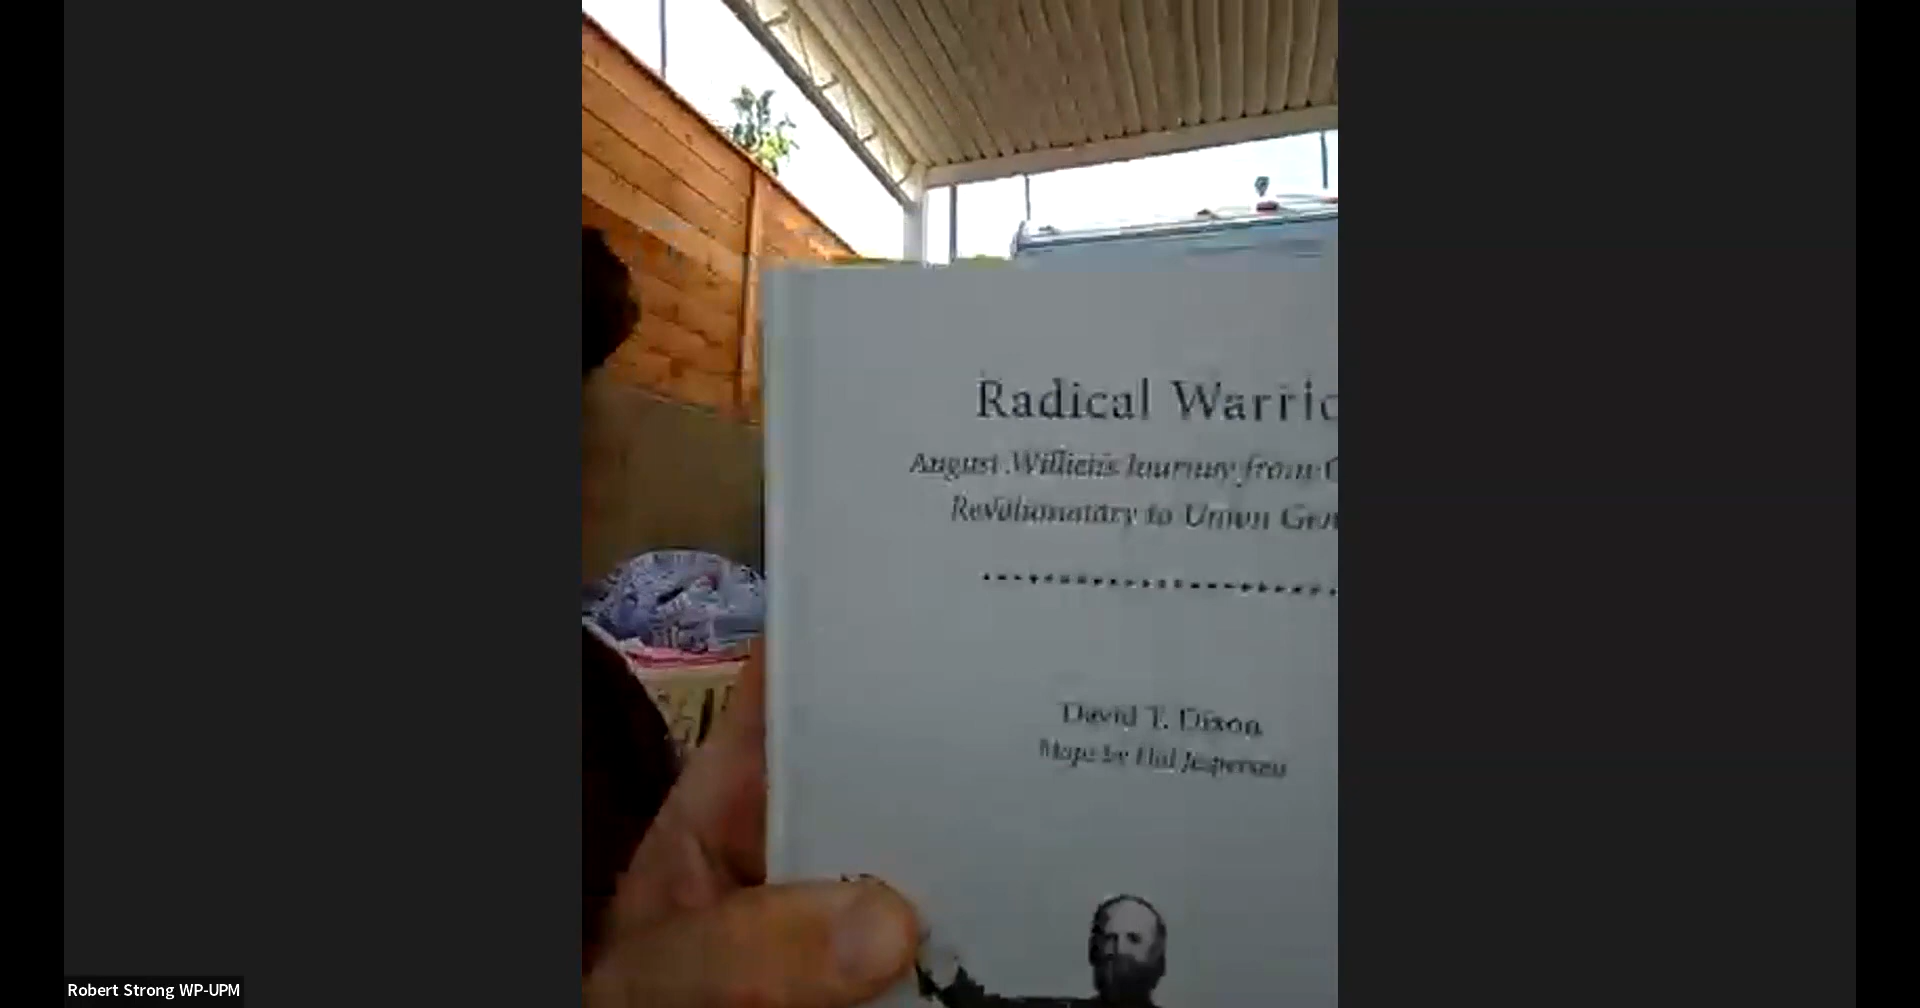 Radical Warrio
August Willich's Journey from G
Revolutionary to Union Gen
David T. Dixon
Maps by Hal Jespersen
Robert Strong WP-UPM